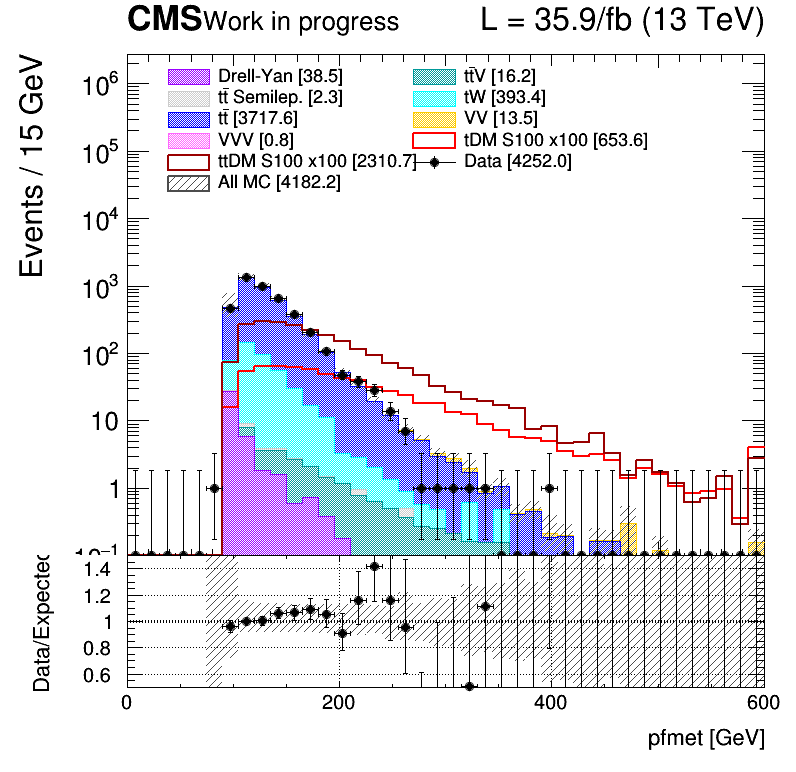 CMS Work in progress L = 35.9/fb (13 TeV)
Events / 15 GeV
Drell-Yan [38.5] tt̄V [16.2]
tt̄ Semilep. [2.3] tW [393.4]
tt̄ [3717.6] VV [13.5]
VVV [0.8] tDM S100 x100 [653.6]
ttDM S100 x100 [2310.7] Data [4252.0]
All MC [4182.2]
10⁶
10⁵
10⁴
10³
10²
10
1
10⁻¹
Data/Expected
1.4
1.2
1
0.8
0.6
0 200 400 600
pfmet [GeV]